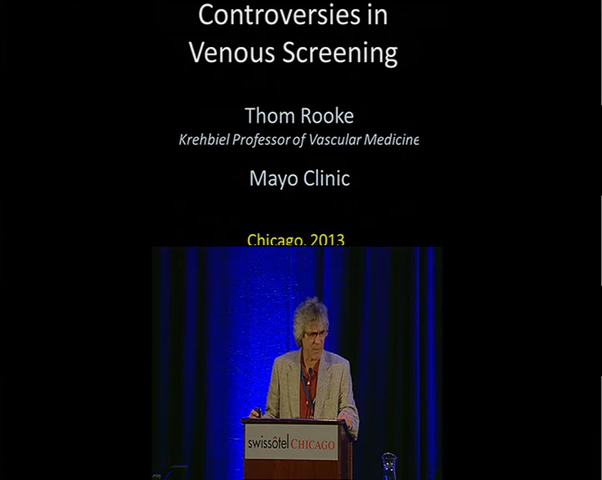 Controversies in
Venous Screening
Thom Rooke
Krehbiel Professor of Vascular Medicine
Mayo Clinic
Chicago, 2013
swissôtel CHICAGO